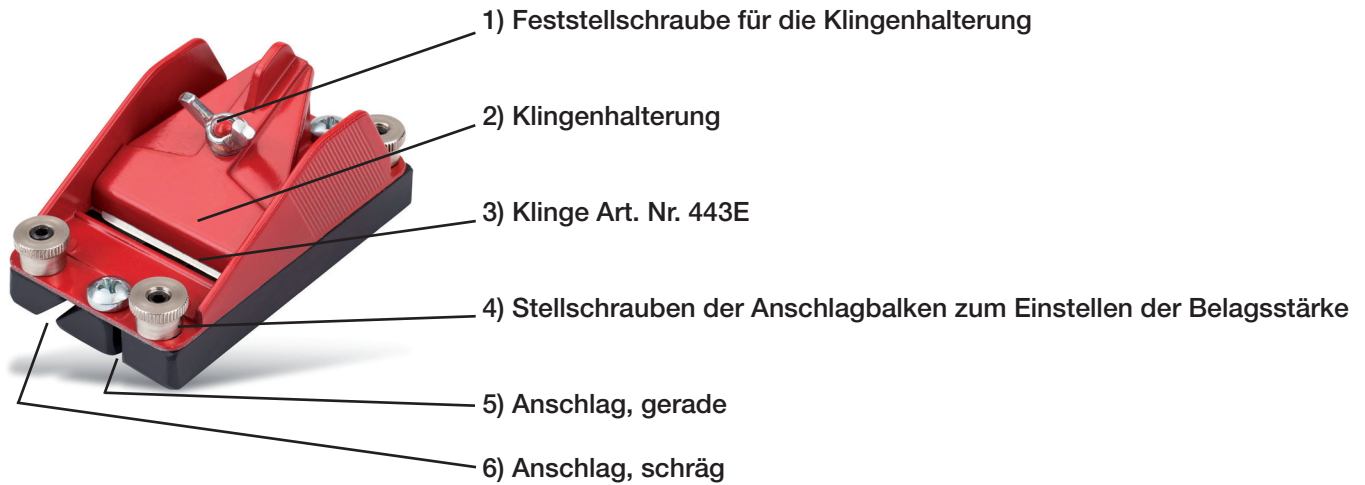 1) Feststellschraube für die Klingenhalterung
2) Klingenhalterung
3) Klinge Art. Nr. 443E
4) Stellschrauben der Anschlagbalken zum Einstellen der Belagsstärke
5) Anschlag, gerade
6) Anschlag, schräg